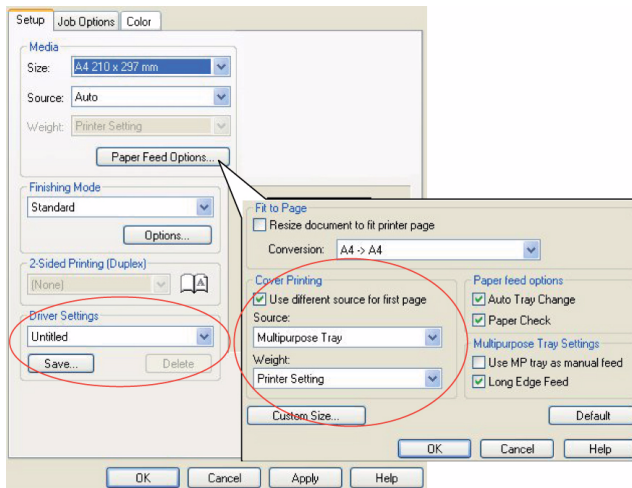 Setup Job Options Color
Media
Size: A4 210 x 297 mm
Source: Auto
Weight: Printer Setting
Paper Feed Options...
Finishing Mode
Standard
Options...
2-Sided Printing (Duplex)
(None)
A
Driver Settings
Untitled
Save... Delete
OK Cancel Apply Help
Fit to Page
Resize document to fit printer page
Conversion: A4 -> A4
Cover Printing
Use different source for first page
Source:
Multipurpose Tray
Weight:
Printer Setting
Paper feed options
Auto Tray Change
Paper Check
Multipurpose Tray Settings
Use MP tray as manual feed
Long Edge Feed
Custom Size... Default
OK Cancel Help